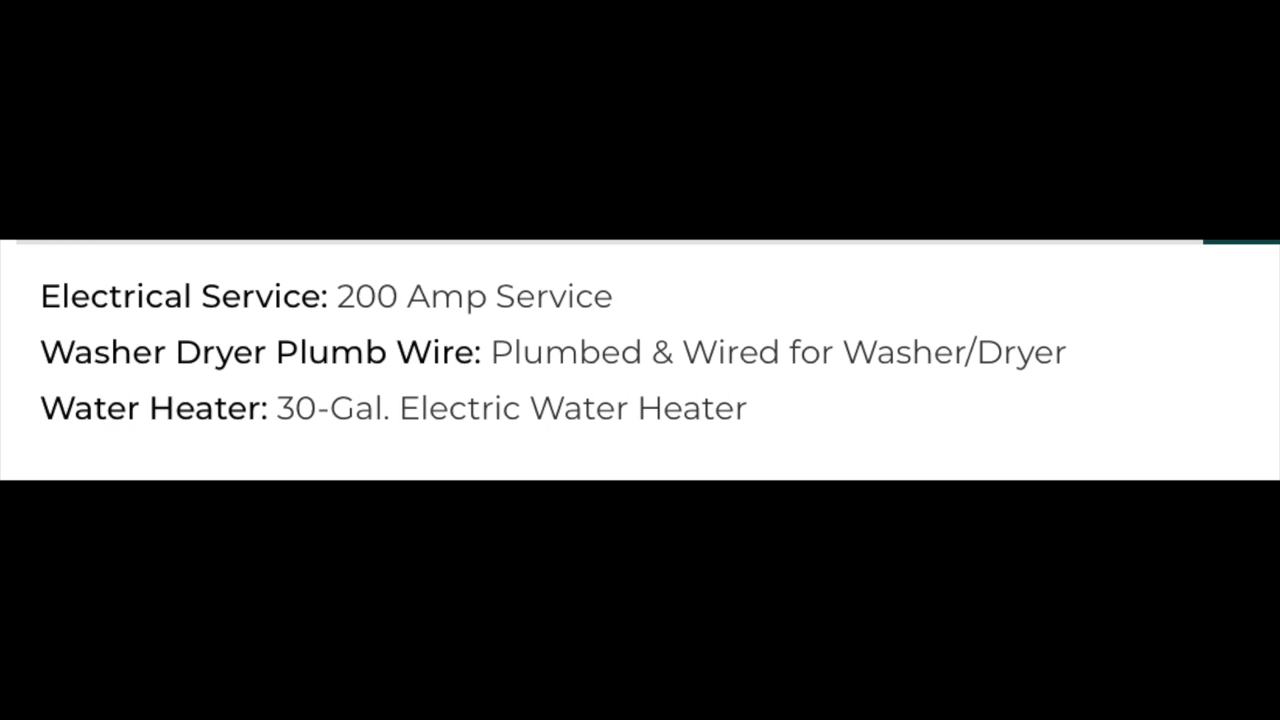 Electrical Service: 200 Amp Service
Washer Dryer Plumb Wire: Plumbed & Wired for Washer/Dryer
Water Heater: 30-Gal. Electric Water Heater